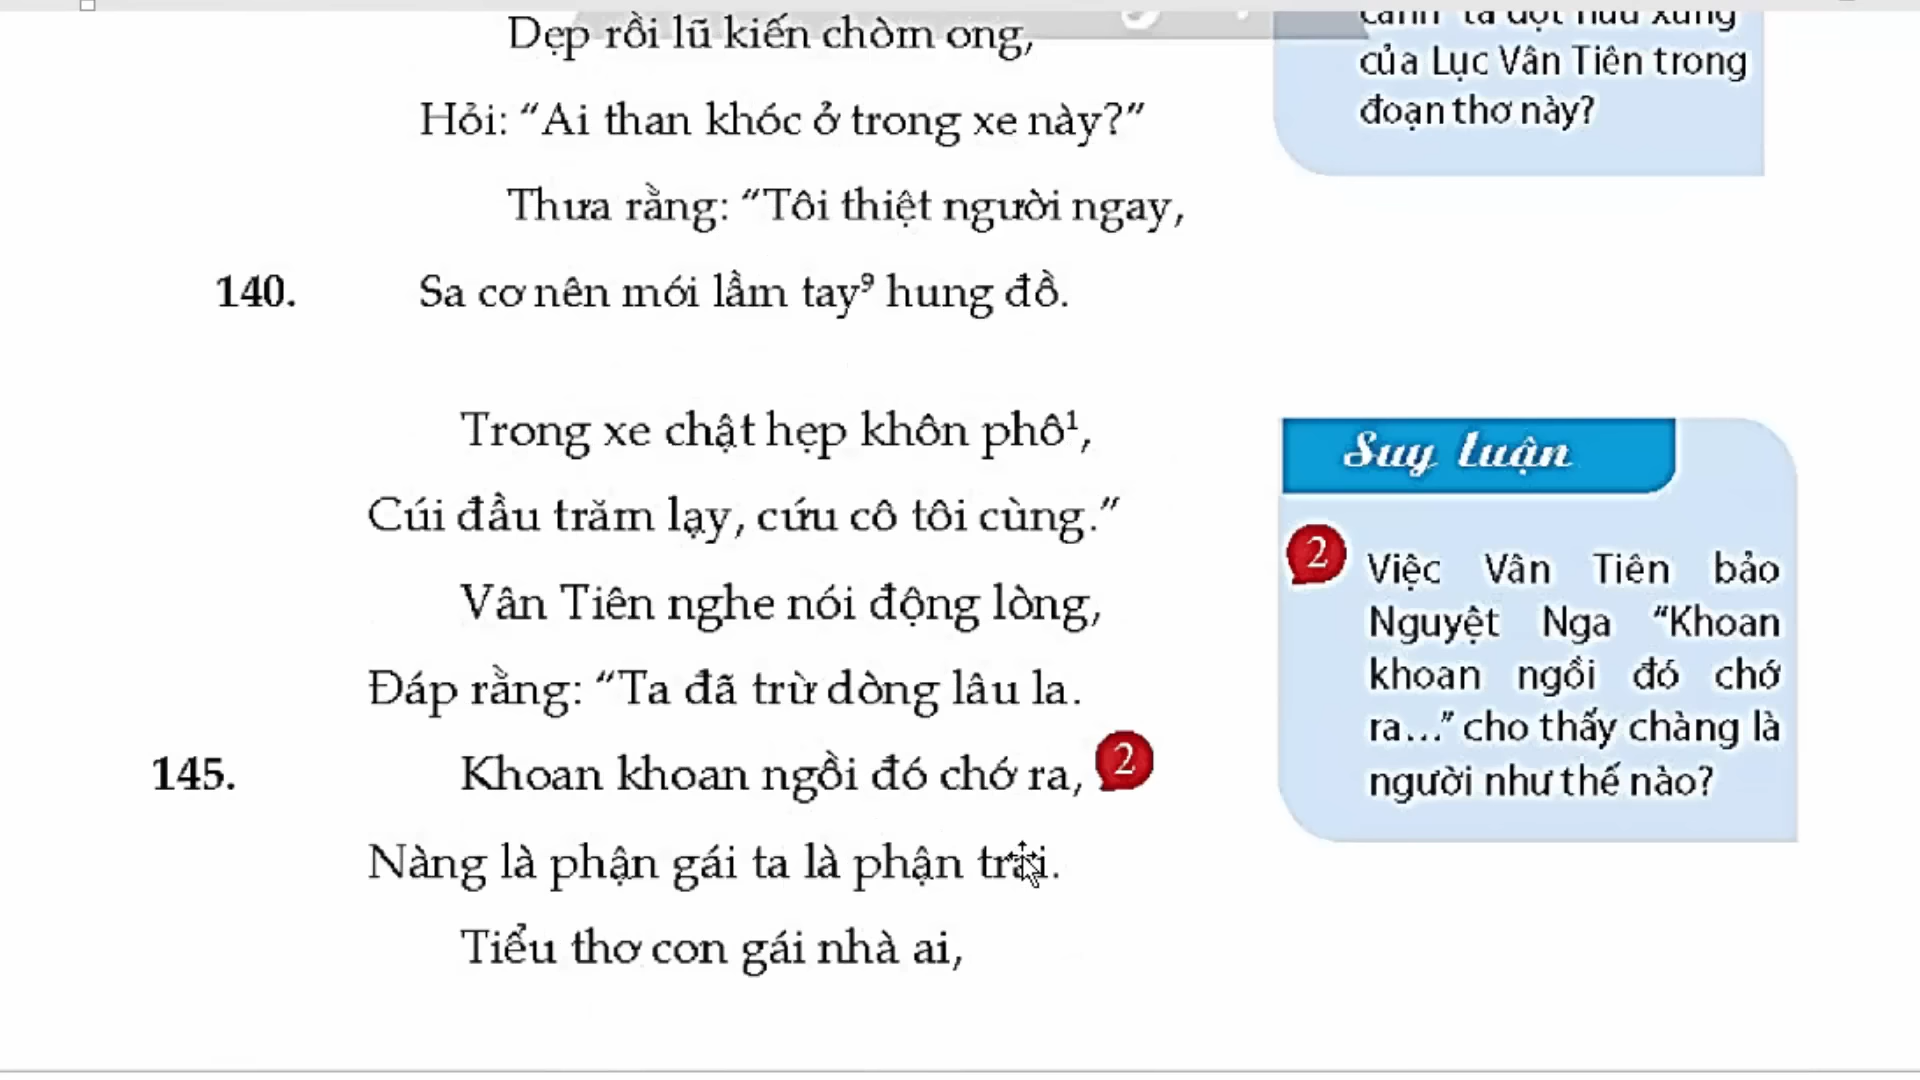 Dẹp rồi lũ kiến chòm ong,
Hỏi: “Ai than khóc ở trong xe này?”
Thưa rằng: “Tôi thiệt người ngay,
140. Sa cơ nên mới lầm tay⁹ hung đồ.
Trong xe chật hẹp khôn phô¹,
Cúi đầu trăm lạy, cứu cô tôi cùng.”
Vân Tiên nghe nói động lòng,
Đáp rằng: “Ta đã trừ dòng lâu la.
145. Khoan khoan ngồi đó chớ ra, 2
Nàng là phận gái ta là phận trai.
Tiểu thơ con gái nhà ai,
của Lục Vân Tiên trong
đoạn thơ này?
Suy luận
2 Việc Vân Tiên bảo
Nguyệt Nga “Khoan
khoan ngồi đó chớ
ra...” cho thấy chàng là
người như thế nào?